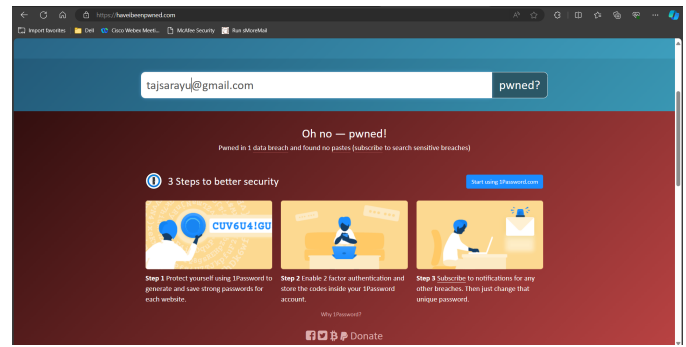 https://haveibeenpwned.com
Import favorites Dell Cisco Webex Meeti... McAfee Security Run sMoreMail
tajsarayu@gmail.com pwned?
Oh no — pwned!
Pwned in 1 data breach and found no pastes (subscribe to search sensitive breaches)
3 Steps to better security
Start using 1Password.com
CUV6U4!GU
Step 1 Protect yourself using 1Password to
generate and save strong passwords for
each website.
Step 2 Enable 2 factor authentication and
store the codes inside your 1Password
account.
Step 3 Subscribe to notifications for any
other breaches. Then just change that
unique password.
Why 1Password?
Donate